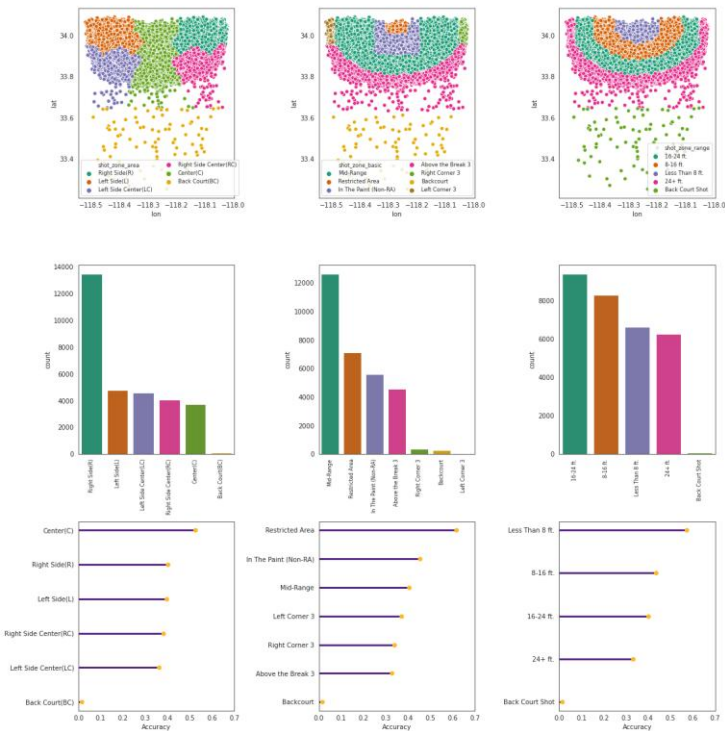 34.0
33.8
33.6
33.4
lat
shot_zone_area
Right Side(R)
Left Side(L)
Left Side Center(LC)
Right Side Center(RC)
Center(C)
Back Court(BC)
−118.5 −118.4 −118.3 −118.2 −118.1 −118.0
lon
34.0
33.8
33.6
33.4
lat
shot_zone_basic
Mid-Range
Restricted Area
In The Paint (Non-RA)
Above the Break 3
Right Corner 3
Backcourt
Left Corner 3
−118.5 −118.4 −118.3 −118.2 −118.1 −118.0
lon
34.0
33.8
33.6
33.4
lat
shot_zone_range
16-24 ft.
8-16 ft.
Less Than 8 ft.
24+ ft.
Back Court Shot
−118.5 −118.4 −118.3 −118.2 −118.1 −118.0
lon
14000
12000
10000
8000
6000
4000
2000
0
count
Right Side(R)
Left Side(L)
Left Side Center(LC)
Right Side Center(RC)
Center(C)
Back Court(BC)
12000
10000
8000
6000
4000
2000
0
count
Mid-Range
Restricted Area
In The Paint (Non-RA)
Above the Break 3
Right Corner 3
Backcourt
Left Corner 3
8000
6000
4000
2000
0
count
16-24 ft.
8-16 ft.
Less Than 8 ft.
24+ ft.
Back Court Shot
Center(C)
Right Side(R)
Left Side(L)
Right Side Center(RC)
Left Side Center(LC)
Back Court(BC)
0.0 0.1 0.2 0.3 0.4 0.5 0.6 0.7
Accuracy
Restricted Area
In The Paint (Non-RA)
Mid-Range
Left Corner 3
Right Corner 3
Above the Break 3
Backcourt
0.0 0.1 0.2 0.3 0.4 0.5 0.6 0.7
Accuracy
Less Than 8 ft.
8-16 ft.
16-24 ft.
24+ ft.
Back Court Shot
0.0 0.1 0.2 0.3 0.4 0.5 0.6 0.7
Accuracy